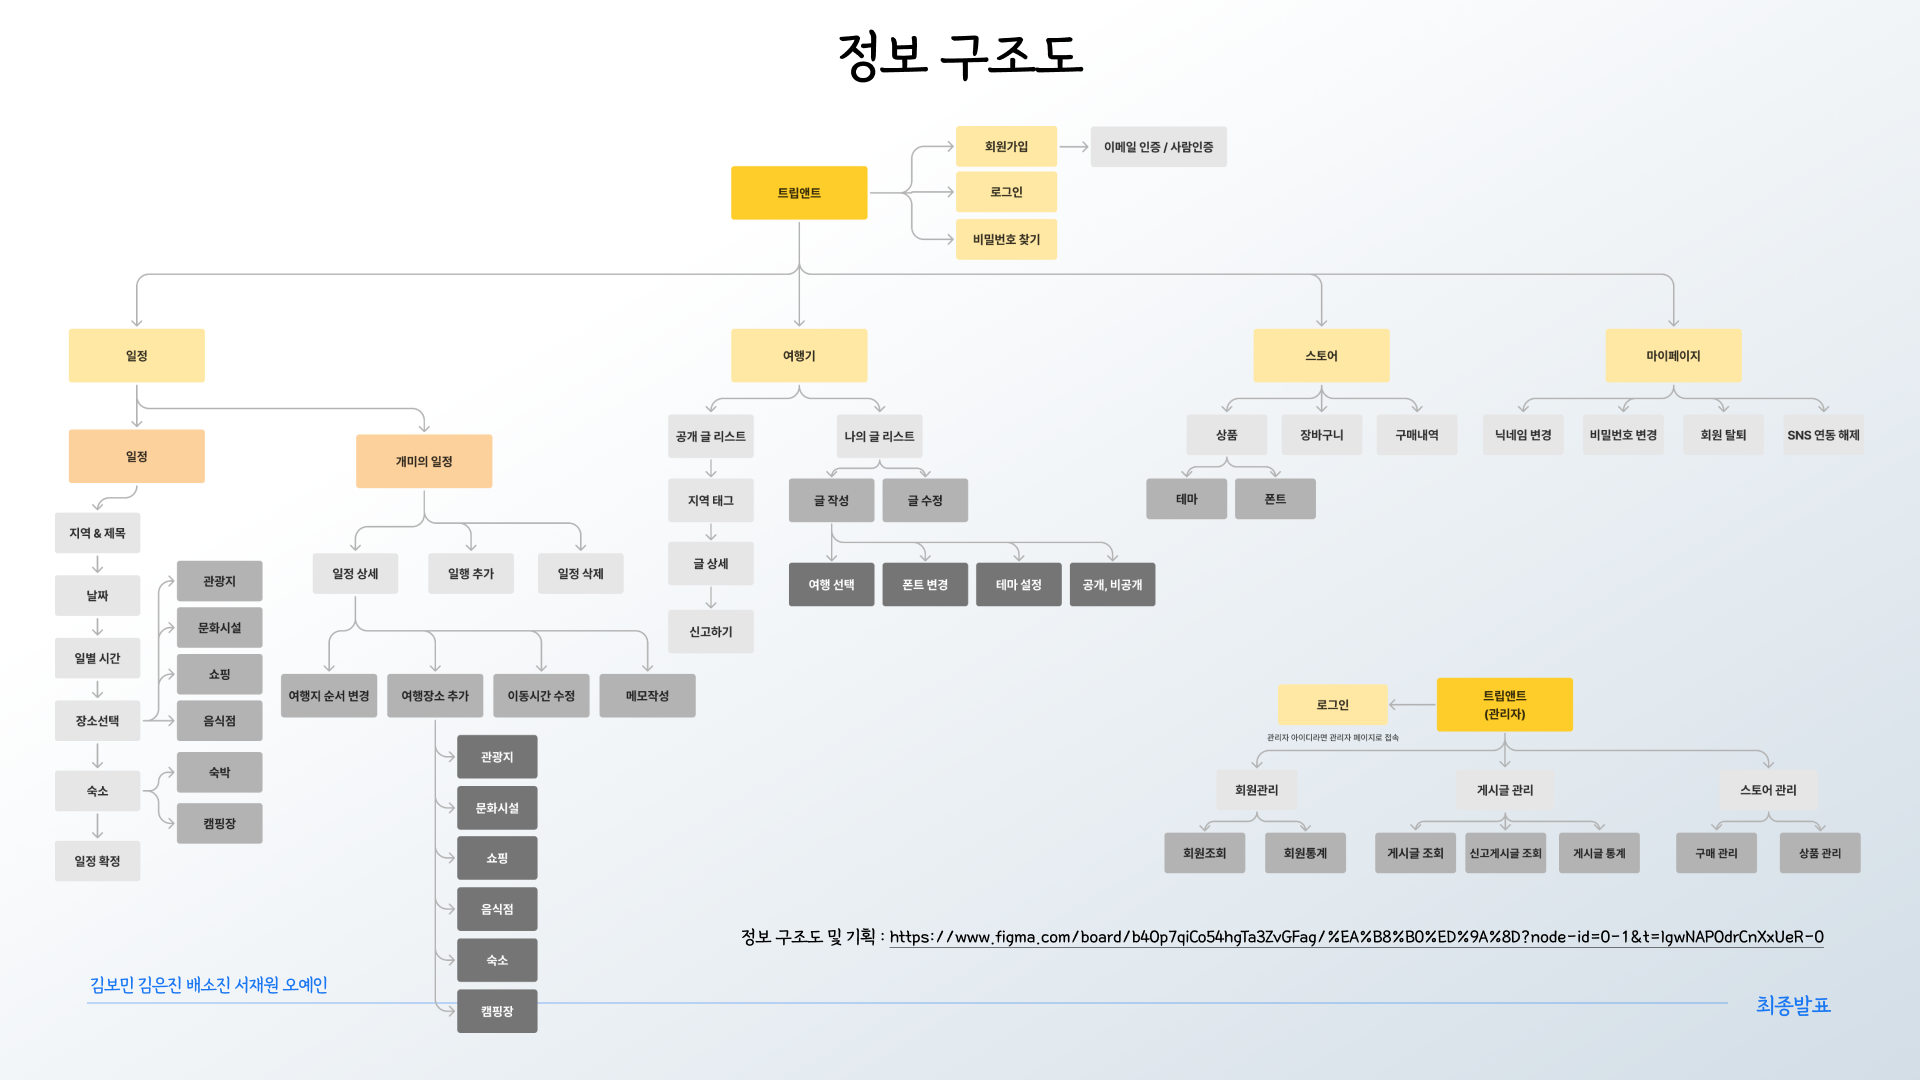 정보 구조도
회원가입
이메일 인증 / 사람인증
트립앤트
로그인
비밀번호 찾기
일정
여행기
스토어
마이페이지
일정
개미의 일정
지역 & 제목
날짜
일별 시간
장소선택
숙소
일정 확정
관광지
문화시설
쇼핑
음식점
숙박
캠핑장
일정 상세
일행 추가
일정 삭제
여행지 순서 변경
여행장소 추가
이동시간 수정
메모작성
관광지
문화시설
쇼핑
음식점
숙소
캠핑장
공개 글 리스트
나의 글 리스트
지역 태그
글 상세
신고하기
글 작성
글 수정
여행 선택
폰트 변경
테마 설정
공개, 비공개
상품
장바구니
구매내역
테마
폰트
닉네임 변경
비밀번호 변경
회원 탈퇴
SNS 연동 해제
로그인
트립앤트
(관리자)
관리자 아이디라면 관리자 페이지로 접속
회원관리
게시글 관리
스토어 관리
회원조회
회원통계
게시글 조회
신고게시글 조회
게시글 통계
구매 관리
상품 관리
정보 구조도 및 기획 : https://www.figma.com/board/b4Op7qiCo54hgTa3ZvGFag/%EA%B8%B0%ED%9A%8D?node-id=0-1&t=IgwNAPOdrCnXxUeR-0
김보민 김은진 배소진 서재원 오예인
최종발표